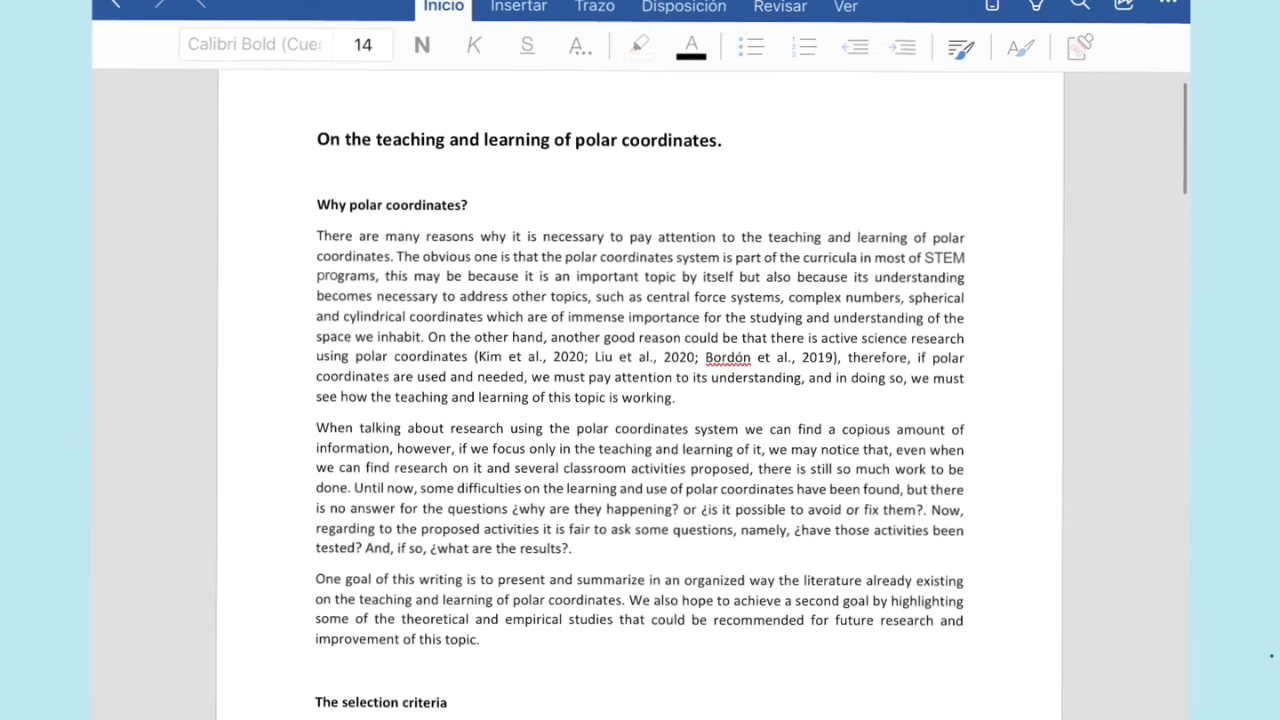 Inicio Insertar Trazo Disposición Revisar Ver
Calibri Bold (Cue 14 N K S A..  A
On the teaching and learning of polar coordinates.
Why polar coordinates?
There are many reasons why it is necessary to pay attention to the teaching and learning of polar
coordinates. The obvious one is that the polar coordinates system is part of the curricula in most of STEM
programs, this may be because it is an important topic by itself but also because its understanding
becomes necessary to address other topics, such as central force systems, complex numbers, spherical
and cylindrical coordinates which are of immense importance for the studying and understanding of the
space we inhabit. On the other hand, another good reason could be that there is active science research
using polar coordinates (Kim et al., 2020; Liu et al., 2020; Bordón et al., 2019), therefore, if polar
coordinates are used and needed, we must pay attention to its understanding, and in doing so, we must
see how the teaching and learning of this topic is working.
When talking about research using the polar coordinates system we can find a copious amount of
information, however, if we focus only in the teaching and learning of it, we may notice that, even when
we can find research on it and several classroom activities proposed, there is still so much work to be
done. Until now, some difficulties on the learning and use of polar coordinates have been found, but there
is no answer for the questions ¿why are they happening? or ¿is it possible to avoid or fix them?. Now,
regarding to the proposed activities it is fair to ask some questions, namely, ¿have those activities been
tested? And, if so, ¿what are the results?.
One goal of this writing is to present and summarize in an organized way the literature already existing
on the teaching and learning of polar coordinates. We also hope to achieve a second goal by highlighting
some of the theoretical and empirical studies that could be recommended for future research and
improvement of this topic.
The selection criteria